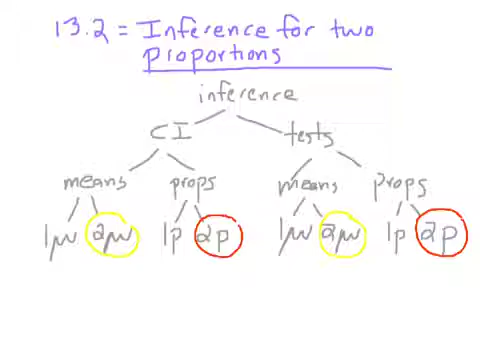 13.2 = Inference for two
proportions
inference
CI tests
means props means props
1μ 2μ 1p 2p 1μ 2μ 1p 2p